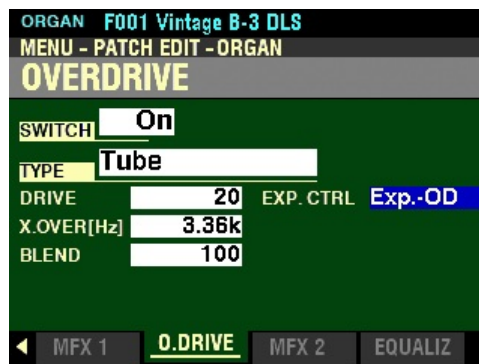 ORGAN F001 Vintage B-3 DLS
MENU - PATCH EDIT - ORGAN
OVERDRIVE
SWITCH On
TYPE Tube
DRIVE 20 EXP. CTRL Exp.-OD
X.OVER[Hz] 3.36k
BLEND 100
MFX 1 O.DRIVE MFX 2 EQUALIZ